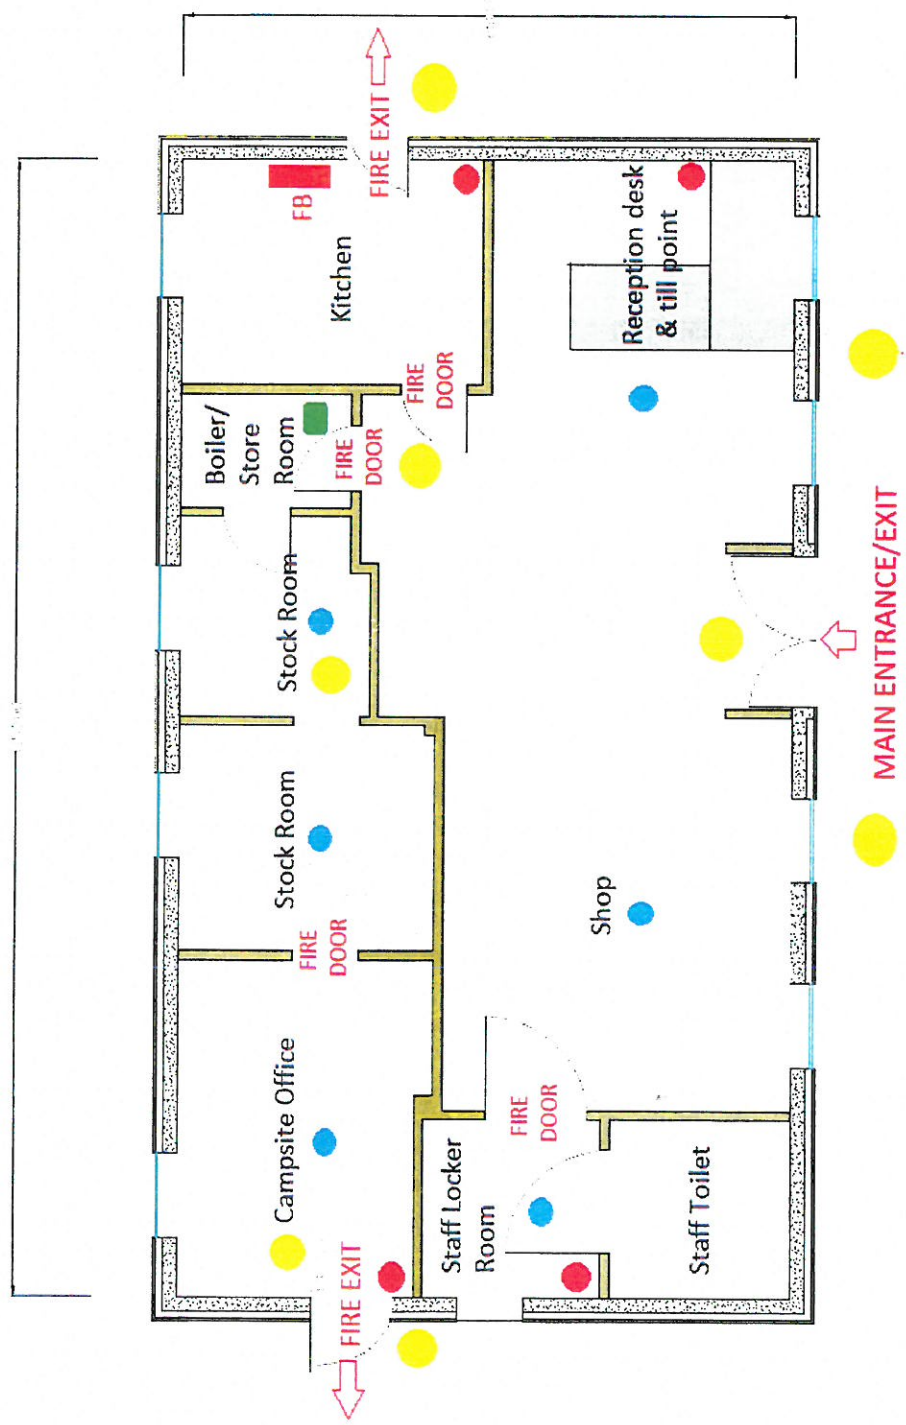 FIRE EXIT
FB
Kitchen
Reception desk
& till point
Boiler/
Store
Room
FIRE
DOOR
FIRE
DOOR
Stock Room
Stock Room
FIRE
DOOR
Shop
MAIN ENTRANCE/EXIT
Campsite Office
Staff Locker
Room
FIRE
DOOR
Staff Toilet
FIRE EXIT